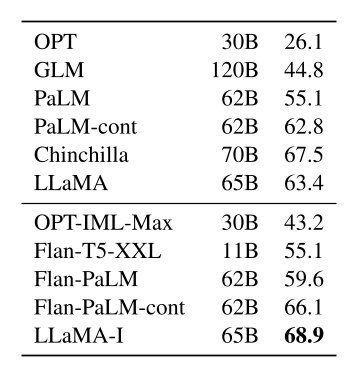 OPT 30B 26.1
GLM 120B 44.8
PaLM 62B 55.1
PaLM-cont 62B 62.8
Chinchilla 70B 67.5
LLaMA 65B 63.4
OPT-IML-Max 30B 43.2
Flan-T5-XXL 11B 55.1
Flan-PaLM 62B 59.6
Flan-PaLM-cont 62B 66.1
LLaMA-I 65B 68.9